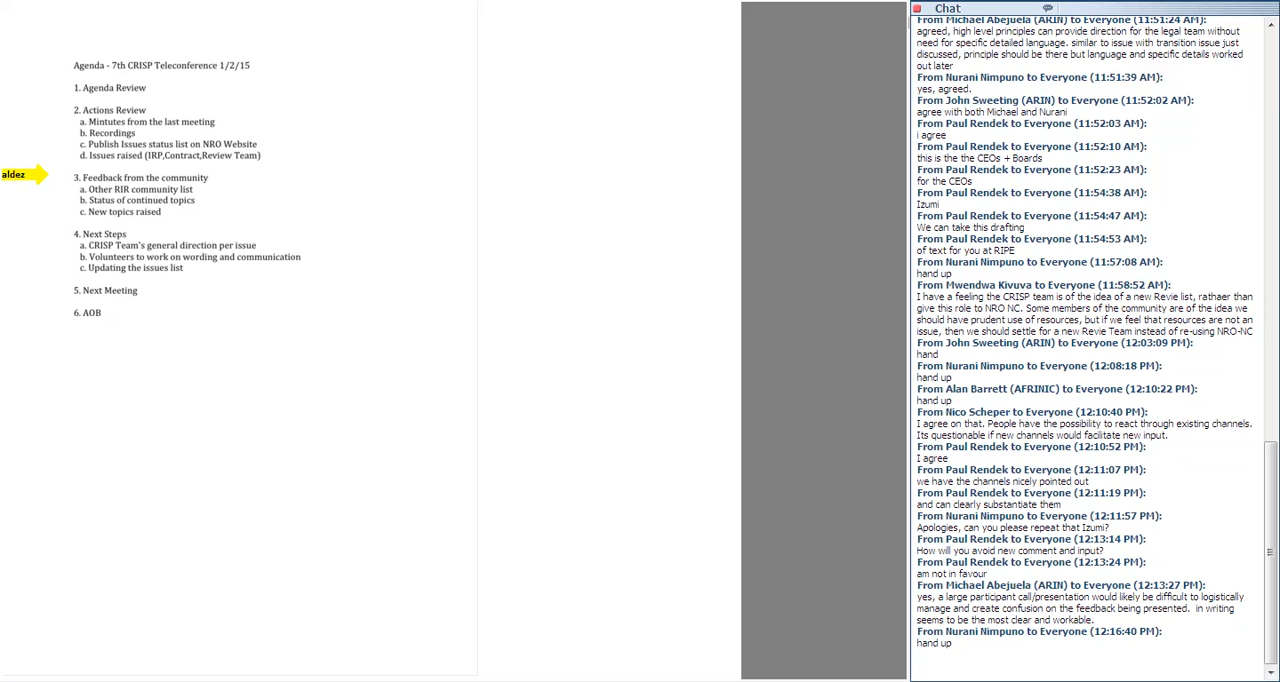 Agenda - 7th CRISP Teleconference 1/2/15
1. Agenda Review
2. Actions Review
a. Mintutes from the last meeting
b. Recordings
c. Publish Issues status list on NRO Website
d. Issues raised (IRP,Contract,Review Team)
aldez
3. Feedback from the community
a. Other RIR community list
b. Status of continued topics
c. New topics raised
4. Next Steps
a. CRISP Team's general direction per issue
b. Volunteers to work on wording and communication
c. Updating the issues list
5. Next Meeting
6. AOB
Chat
From Michael Abejuela (ARIN) to Everyone (11:51:24 AM):
agreed, high level principles can provide direction for the legal team without
need for specific detailed language. similar to issue with transition issue just
discussed, principle should be there but language and specific details worked
out later
From Nurani Nimpuno to Everyone (11:51:39 AM):
yes, agreed.
From John Sweeting (ARIN) to Everyone (11:52:02 AM):
agree with both Michael and Nurani
From Paul Rendek to Everyone (11:52:03 AM):
i agree
From Paul Rendek to Everyone (11:52:10 AM):
this is the the CEOs + Boards
From Paul Rendek to Everyone (11:52:23 AM):
for the CEOs
From Paul Rendek to Everyone (11:54:38 AM):
Izumi
From Paul Rendek to Everyone (11:54:47 AM):
We can take this drafting
From Paul Rendek to Everyone (11:54:53 AM):
of text for you at RIPE
From Nurani Nimpuno to Everyone (11:57:08 AM):
hand up
From Mwendwa Kivuva to Everyone (11:58:52 AM):
I have a feeling the CRISP team is of the idea of a new Revie list, rathaer than
give this role to NRO NC. Some members of the community are of the idea we
should have prudent use of resources, but if we feel that resources are not an
issue, then we should settle for a new Revie Team instead of re-using NRO-NC
From John Sweeting (ARIN) to Everyone (12:03:09 PM):
hand
From Nurani Nimpuno to Everyone (12:08:18 PM):
hand up
From Alan Barrett (AFRINIC) to Everyone (12:10:22 PM):
hand up
From Nico Scheper to Everyone (12:10:40 PM):
I agree on that. People have the possibility to react through existing channels.
Its questionable if new channels would facilitate new input.
From Paul Rendek to Everyone (12:10:52 PM):
I agree
From Paul Rendek to Everyone (12:11:07 PM):
we have the channels nicely pointed out
From Paul Rendek to Everyone (12:11:19 PM):
and can clearly substantiate them
From Nurani Nimpuno to Everyone (12:11:57 PM):
Apologies, can you please repeat that Izumi?
From Paul Rendek to Everyone (12:13:14 PM):
How will you avoid new comment and input?
From Paul Rendek to Everyone (12:13:24 PM):
am not in favour
From Michael Abejuela (ARIN) to Everyone (12:13:27 PM):
yes, a large participant call/presentation would likely be difficult to logistically
manage and create confusion on the feedback being presented.  in writing
seems to be the most clear and workable.
From Nurani Nimpuno to Everyone (12:16:40 PM):
hand up